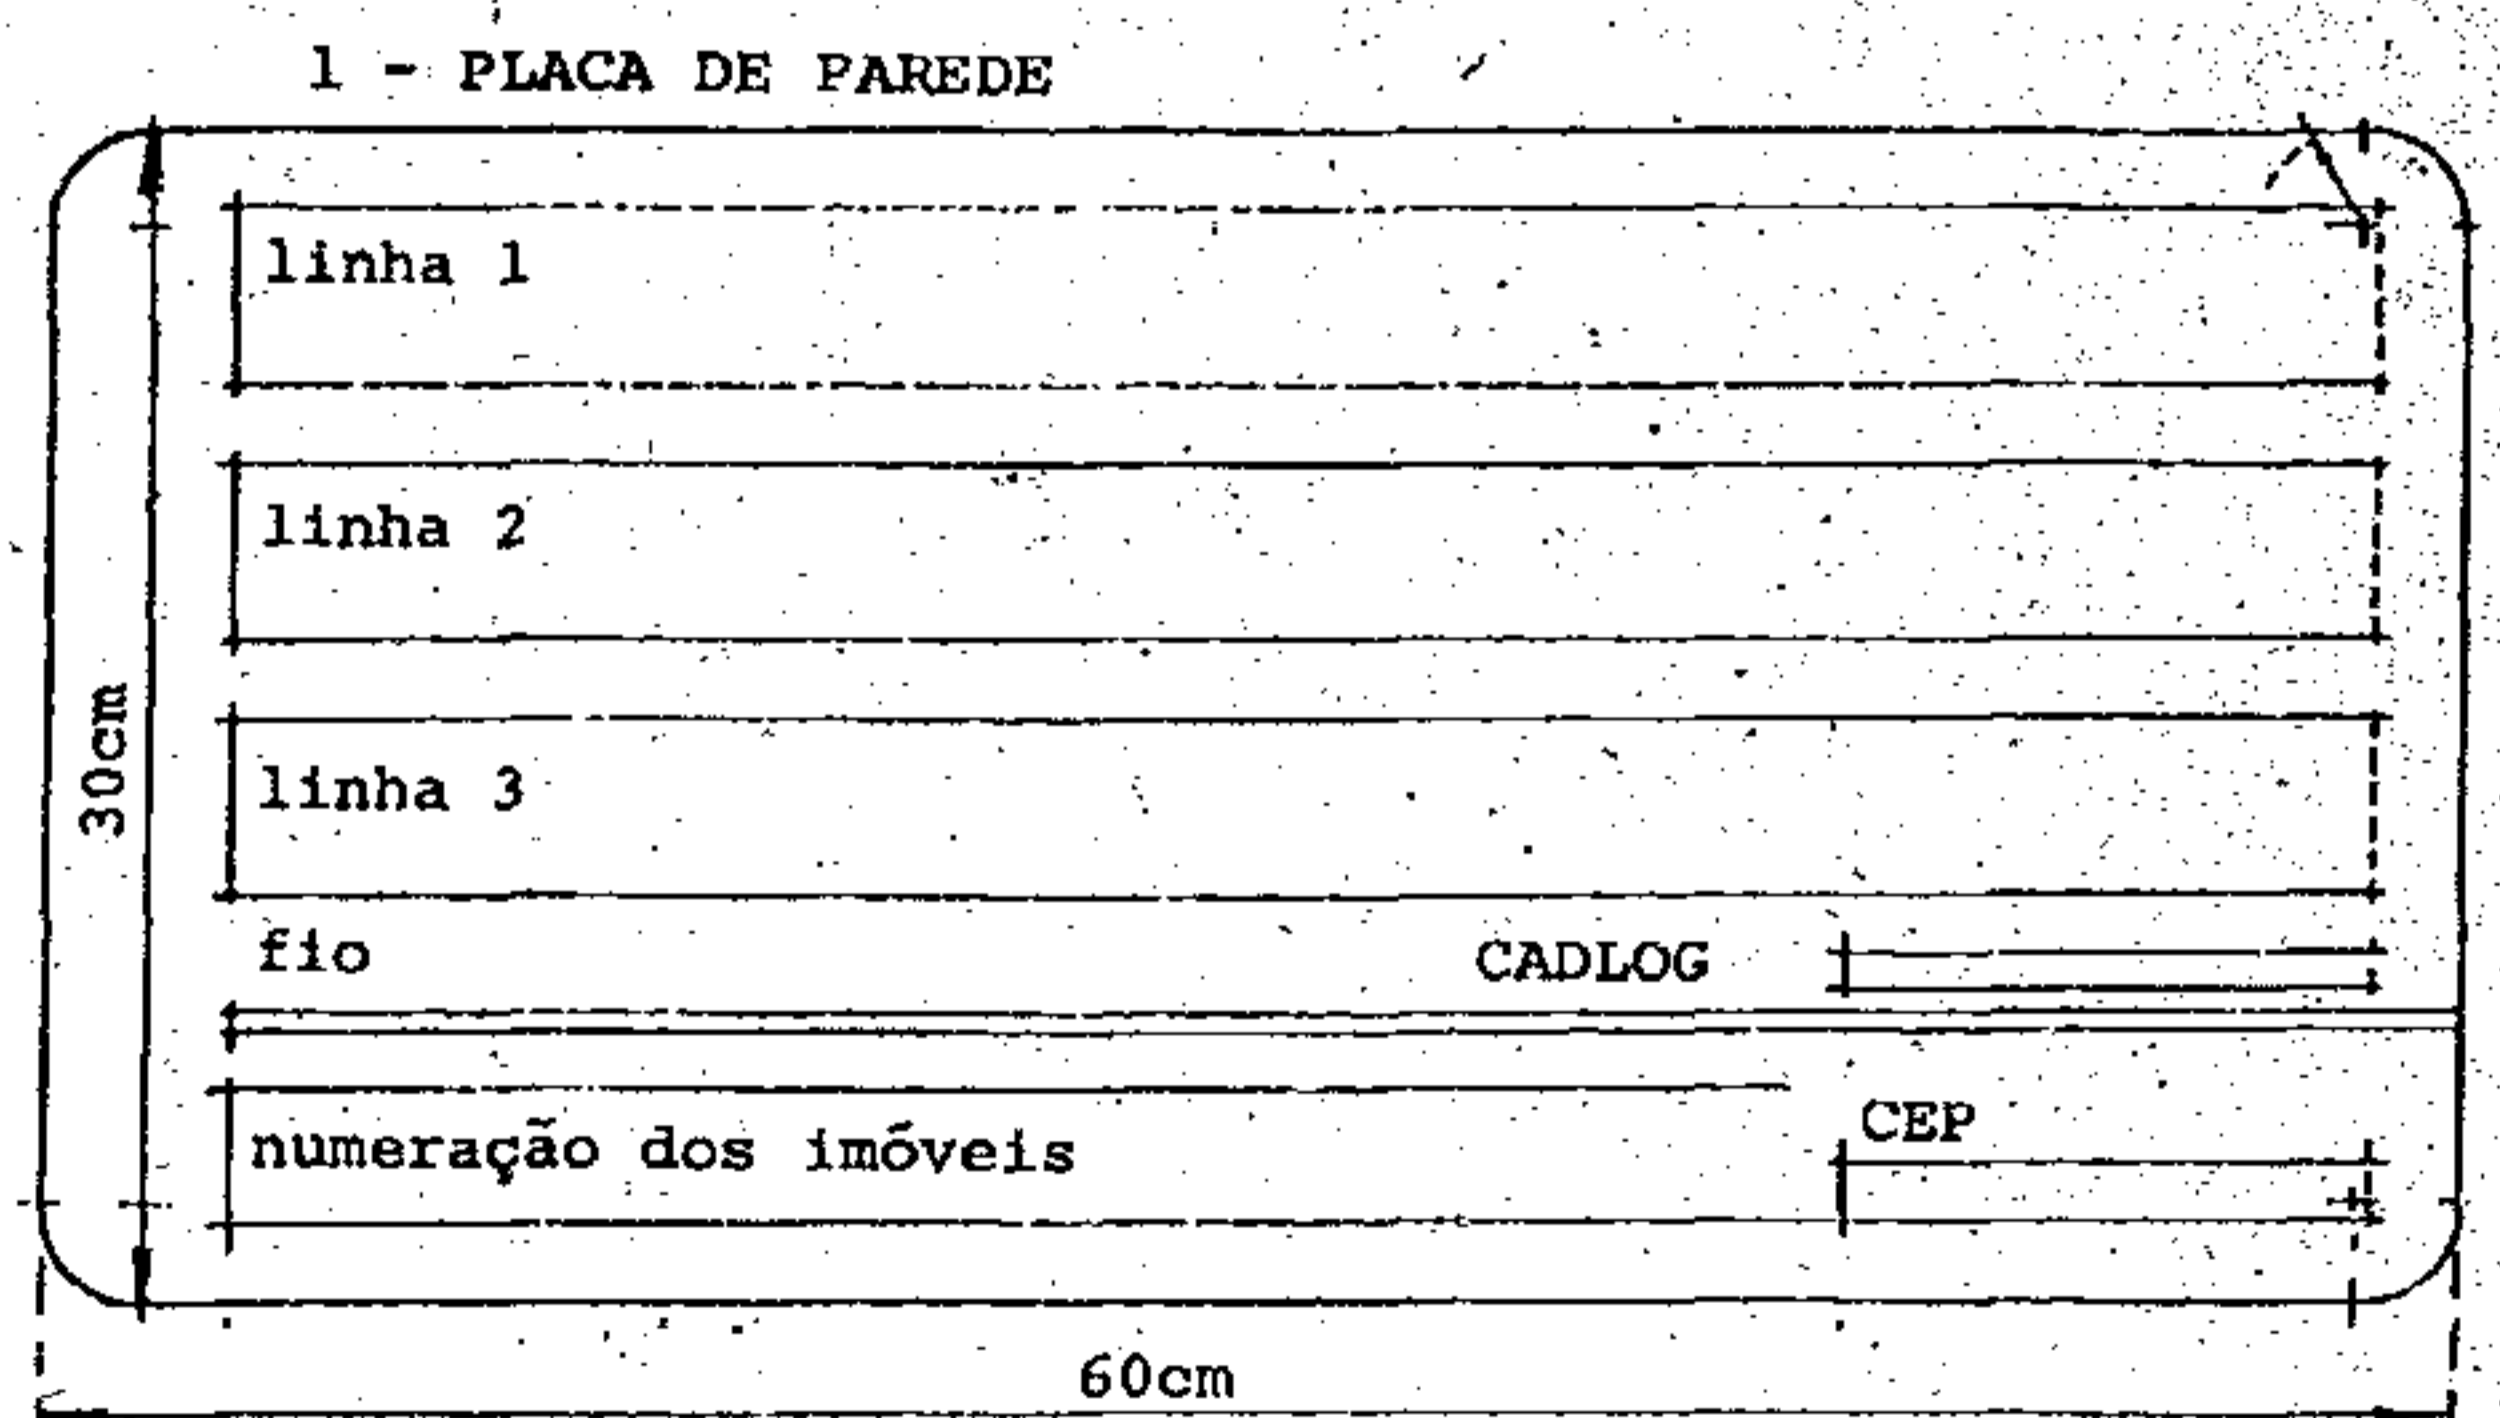 1 - PLACA DE PAREDE
linha 1
linha 2
linha 3
30cm
fio CADLOG
numeração dos imóveis CEP
60cm